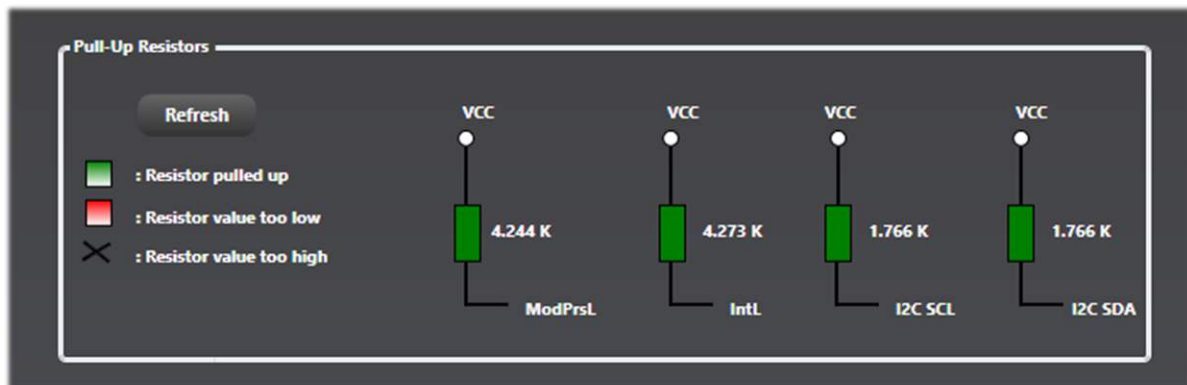 Pull-Up Resistors
Refresh
: Resistor pulled up
: Resistor value too low
: Resistor value too high
VCC
VCC
VCC
VCC
4.244 K
4.273 K
1.766 K
1.766 K
ModPrsL
IntL
I2C SCL
I2C SDA